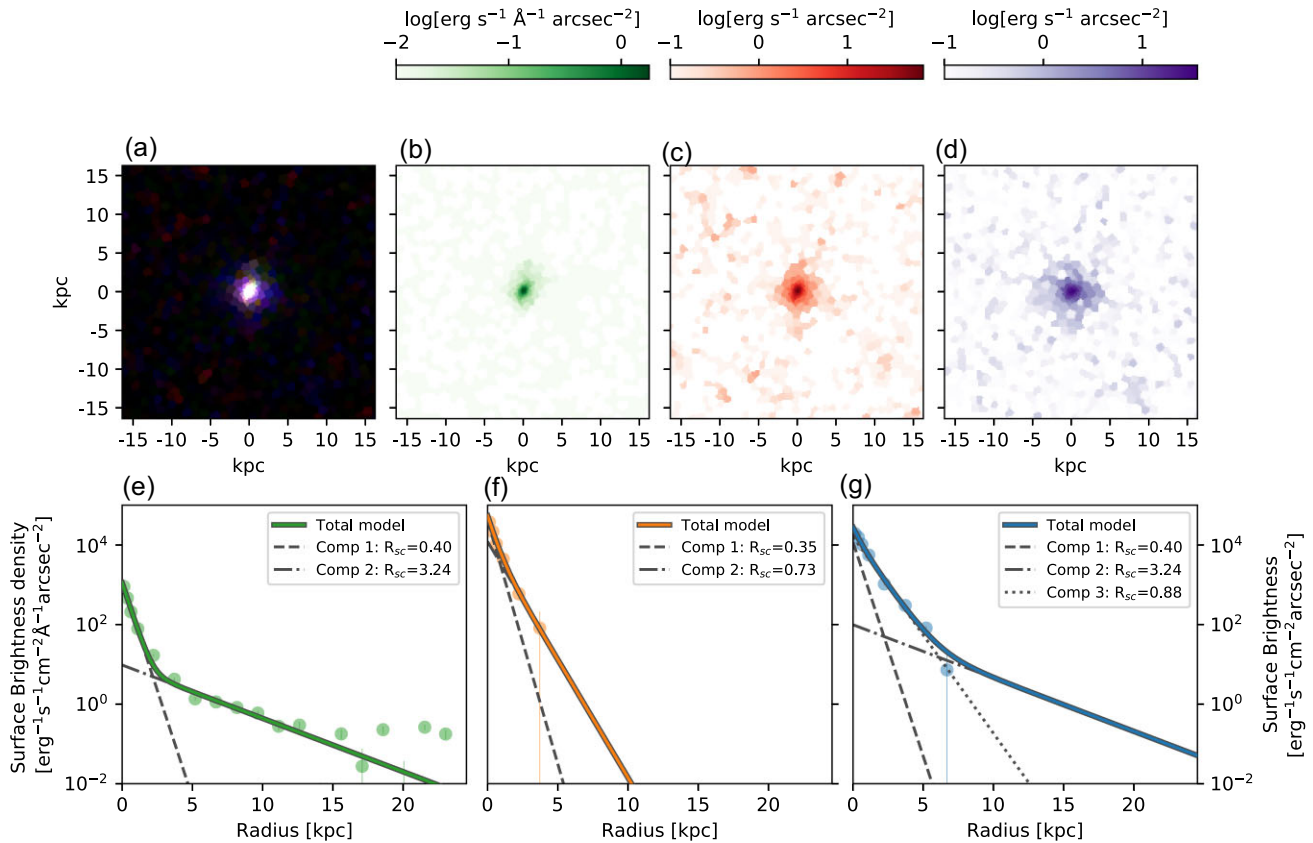 log[erg s⁻¹ Å⁻¹ arcsec⁻²]
log[erg s⁻¹ arcsec⁻²]
log[erg s⁻¹ arcsec⁻²]
−2 −1 0
−1 0 1
−1 0 1
(a)
(b)
(c)
(d)
15
10
5
0
-5
-10
-15
kpc
-15 -10 -5 0 5 10 15
-15 -10 -5 0 5 10 15
-15 -10 -5 0 5 10 15
-15 -10 -5 0 5 10 15
kpc
kpc
kpc
kpc
(e)
(f)
(g)
Surface Brightness density
[erg⁻¹s⁻¹cm⁻²Å⁻¹arcsec⁻²]
10⁴
10²
10⁰
10⁻²
Total model
Comp 1: R_sc=0.40
Comp 2: R_sc=3.24
Total model
Comp 1: R_sc=0.35
Comp 2: R_sc=0.73
Total model
Comp 1: R_sc=0.40
Comp 2: R_sc=3.24
Comp 3: R_sc=0.88
10⁴
10²
10⁰
10⁻²
Surface Brightness
[erg⁻¹s⁻¹cm⁻²arcsec⁻²]
0 5 10 15 20
0 5 10 15 20
0 5 10 15 20
Radius [kpc]
Radius [kpc]
Radius [kpc]